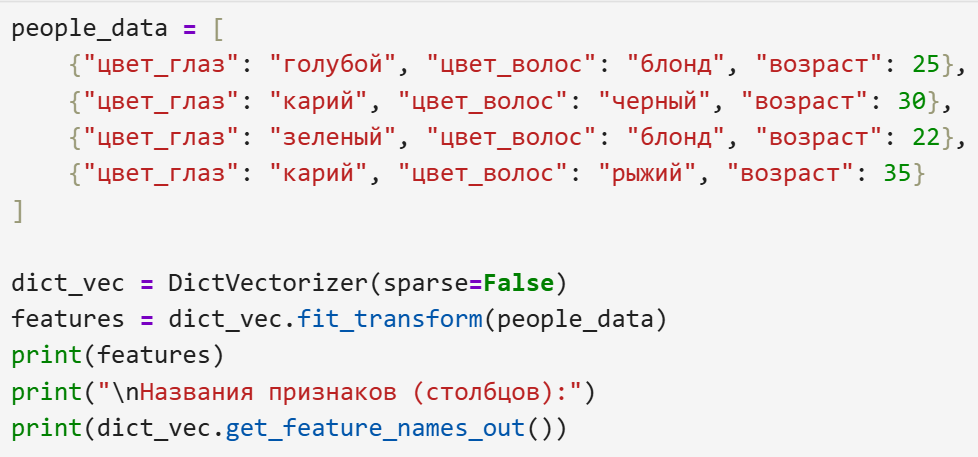 people_data = [
    {"цвет_глаз": "голубой", "цвет_волос": "блонд", "возраст": 25},
    {"цвет_глаз": "карий", "цвет_волос": "черный", "возраст": 30},
    {"цвет_глаз": "зеленый", "цвет_волос": "блонд", "возраст": 22},
    {"цвет_глаз": "карий", "цвет_волос": "рыжий", "возраст": 35}
]

dict_vec = DictVectorizer(sparse=False)
features = dict_vec.fit_transform(people_data)
print(features)
print("\nНазвания признаков (столбцов):")
print(dict_vec.get_feature_names_out())